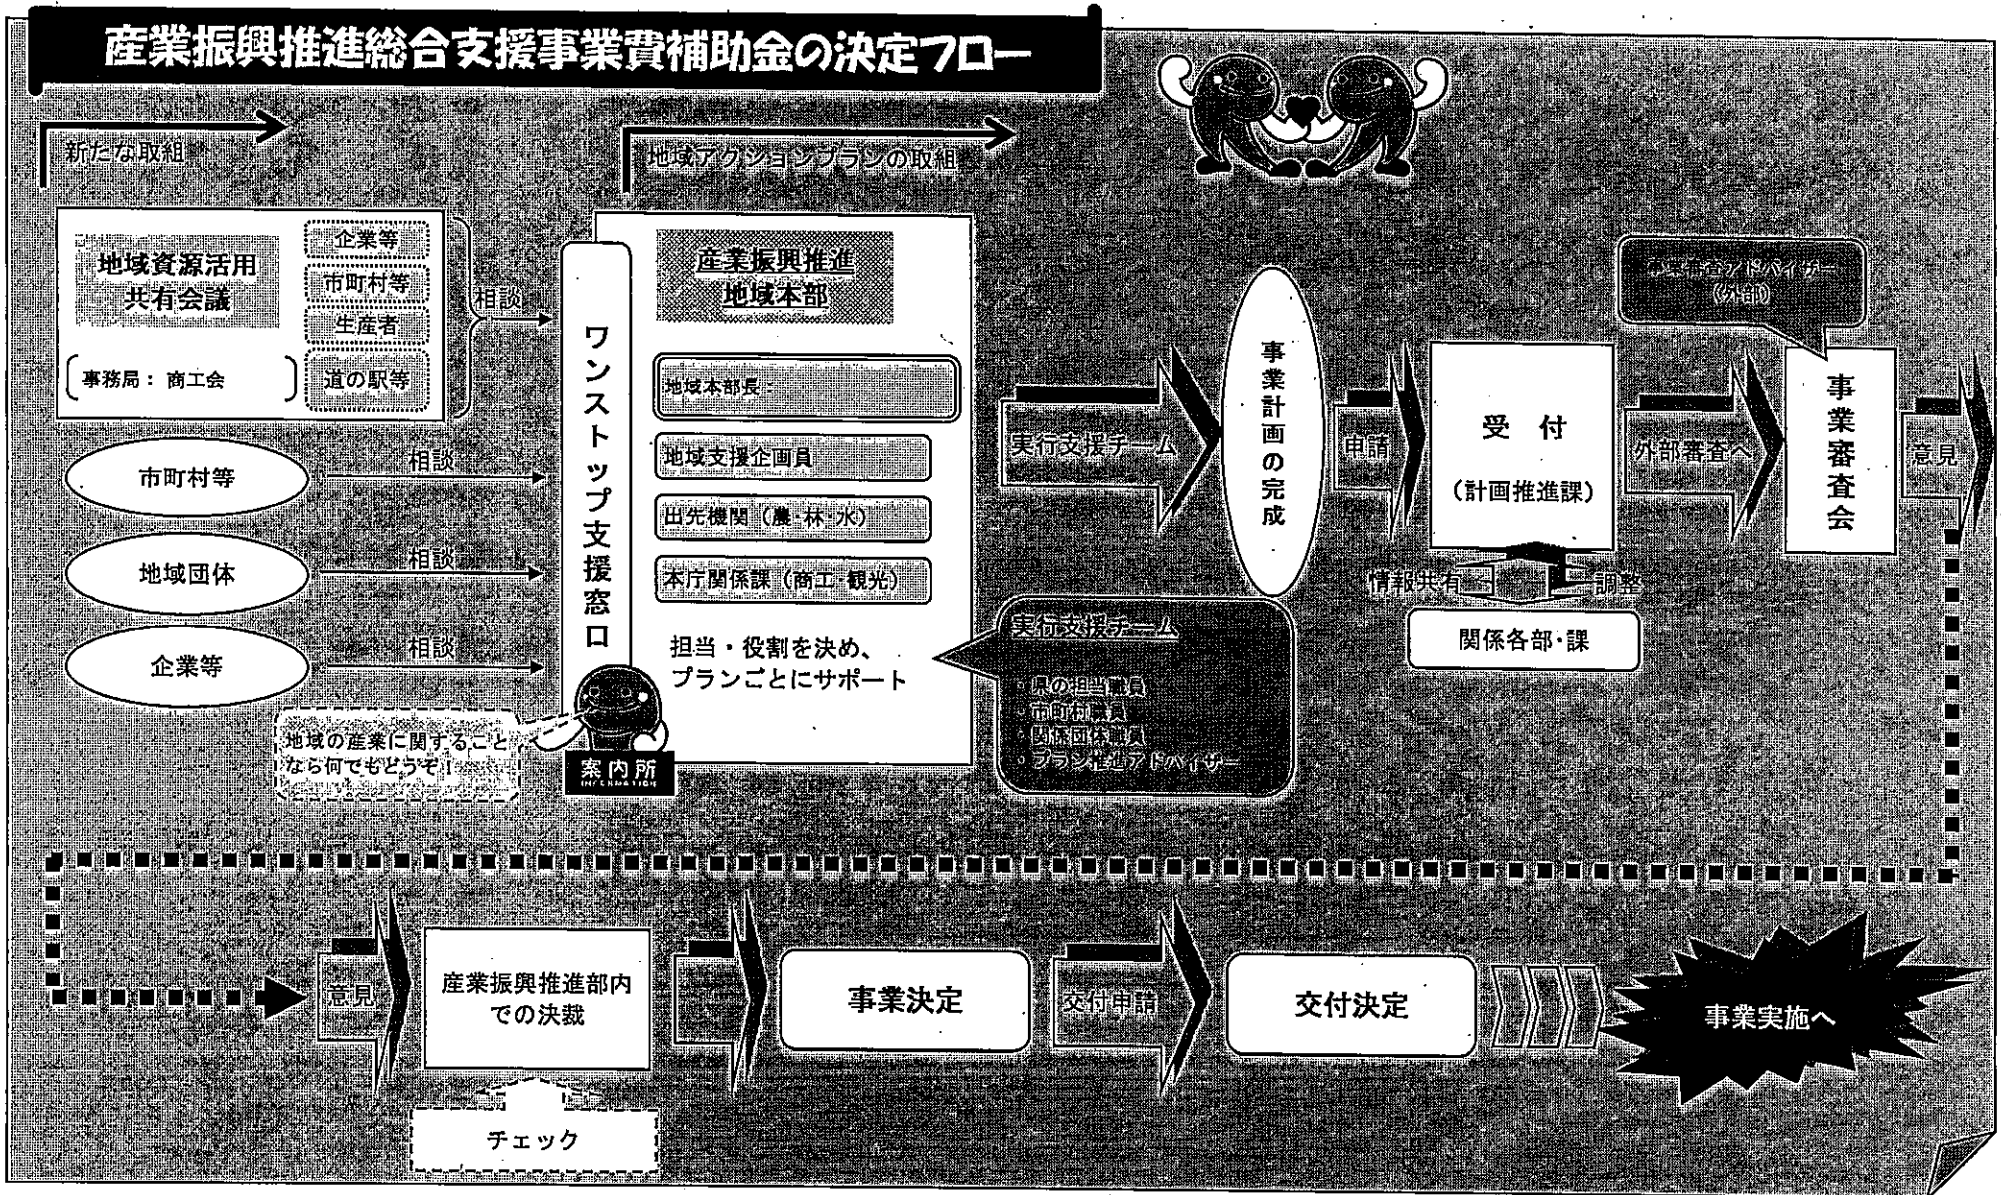 産業振興推進総合支援事業費補助金の決定フロー
新たな取組
地域アクションプランの取組
地域資源活用
共有会議
事務局：商工会
企業等
市町村等
生産者
道の駅等
相談
市町村等
相談
地域団体
相談
企業等
相談
地域の産業に関すること
なら何でもどうぞ！
ワンストップ支援窓口
案内所
INFORMATION
産業振興推進
地域本部
地域本部長：
地域支援企画員
出先機関（農・林・水）
本庁関係課（商工・観光）
担当・役割を決め、
プランごとにサポート
実行支援チーム
実行支援チーム
・県の担当職員
・市町村職員
・関係団体職員
・プラン推進アドバイザー
事業計画の完成
申請
受　付
（計画推進課）
情報共有
調整
関係各部・課
外部審査へ
事業審査アドバイザー
（外部）
事業審査会
意見
意見
産業振興推進部内
での決裁
チェック
事業決定
交付申請
交付決定
事業実施へ